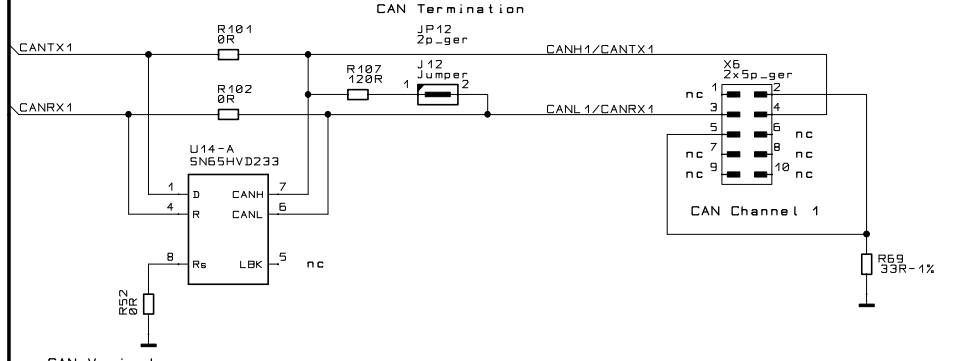 CAN Termination
R101
0R
JP12
2p_ger
CANTX1
CANH1/CANTX1
R107
120R
J12
Jumper
1
2
X6
2x5p_ger
R102
0R
CANRX1
CANL1/CANRX1
nc 1
2
3
4
5
6 nc
nc 7
8 nc
nc 9
10 nc
U14-A
SN65HVD233
1 D CANH 7
4 R CANL 6
8 Rs LBK 5 nc
CAN Channel 1
R52
0R
R69
33R-1%